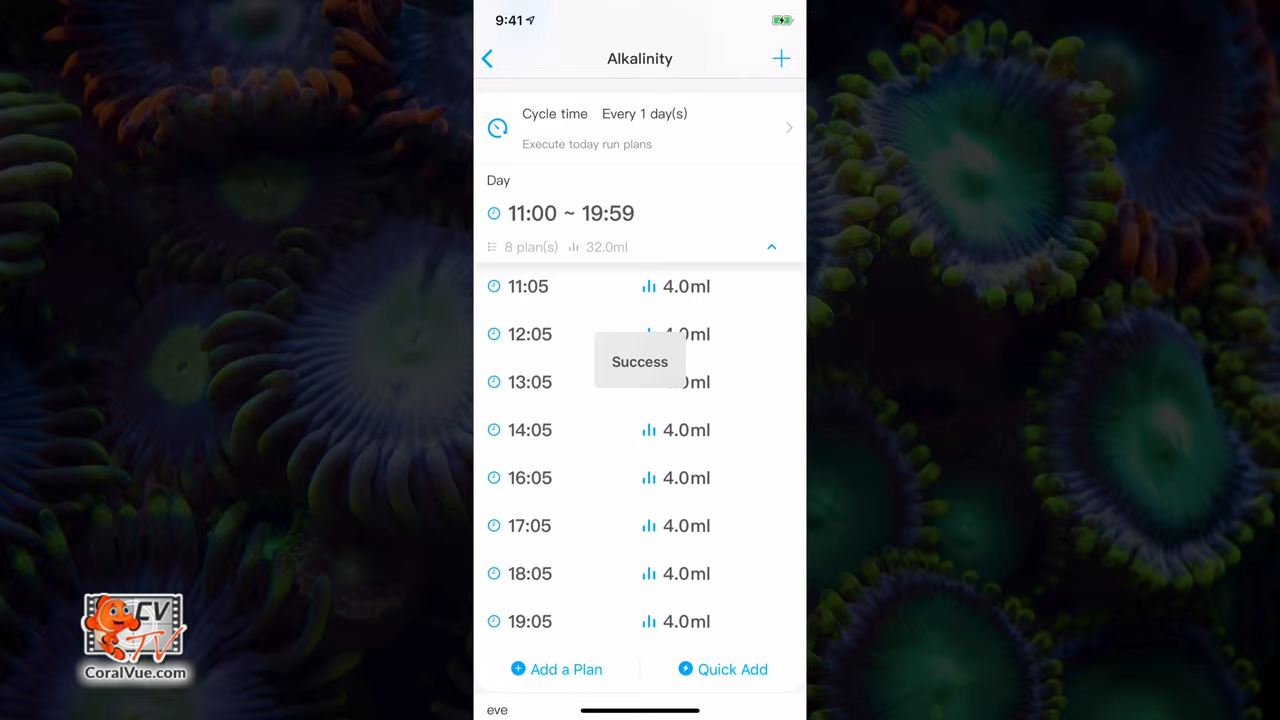 9:41
Alkalinity
Cycle time Every 1 day(s)
Execute today run plans
Day
11:00 ~ 19:59
8 plan(s) 32.0ml
11:05 4.0ml
12:05 0ml
Success
13:05 0ml
14:05 4.0ml
16:05 4.0ml
17:05 4.0ml
18:05 4.0ml
19:05 4.0ml
Add a Plan Quick Add
eve
CV
TV
CoralVue.com